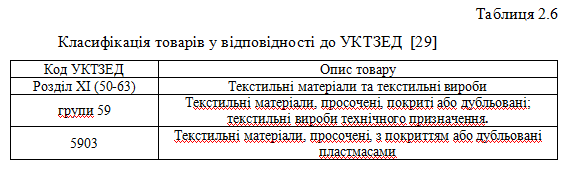 Таблиця 2.6
Класифікація товарів у відповідності до УКТЗЕД [29]
Код УКТЗЕД Опис товару
Розділ XI (50-63) Текстильні матеріали та текстильні вироби
групи 59 Текстильні матеріали, просочені, покриті або дубльовані;
текстильні вироби технічного призначення.
5903 Текстильні матеріали, просочені, з покриттям або дубльовані
пластмасами